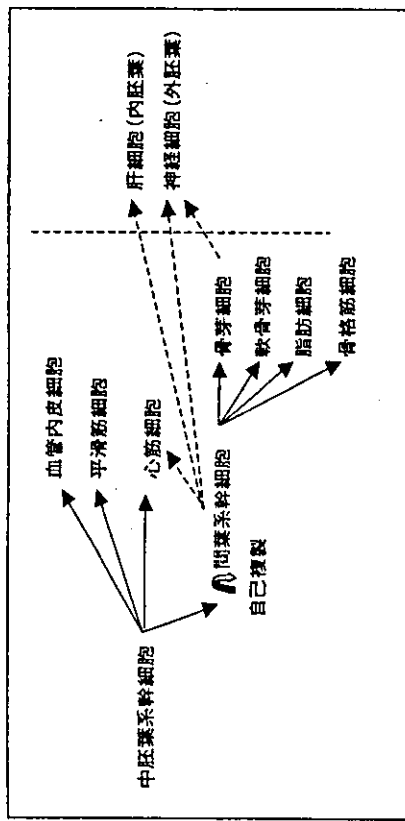 中胚葉系幹細胞
血管内皮細胞
平滑筋細胞
心筋細胞
間葉系幹細胞
自己複製
骨芽細胞
軟骨芽細胞
脂肪細胞
骨格筋細胞
肝細胞(内胚葉)
神経細胞(外胚葉)